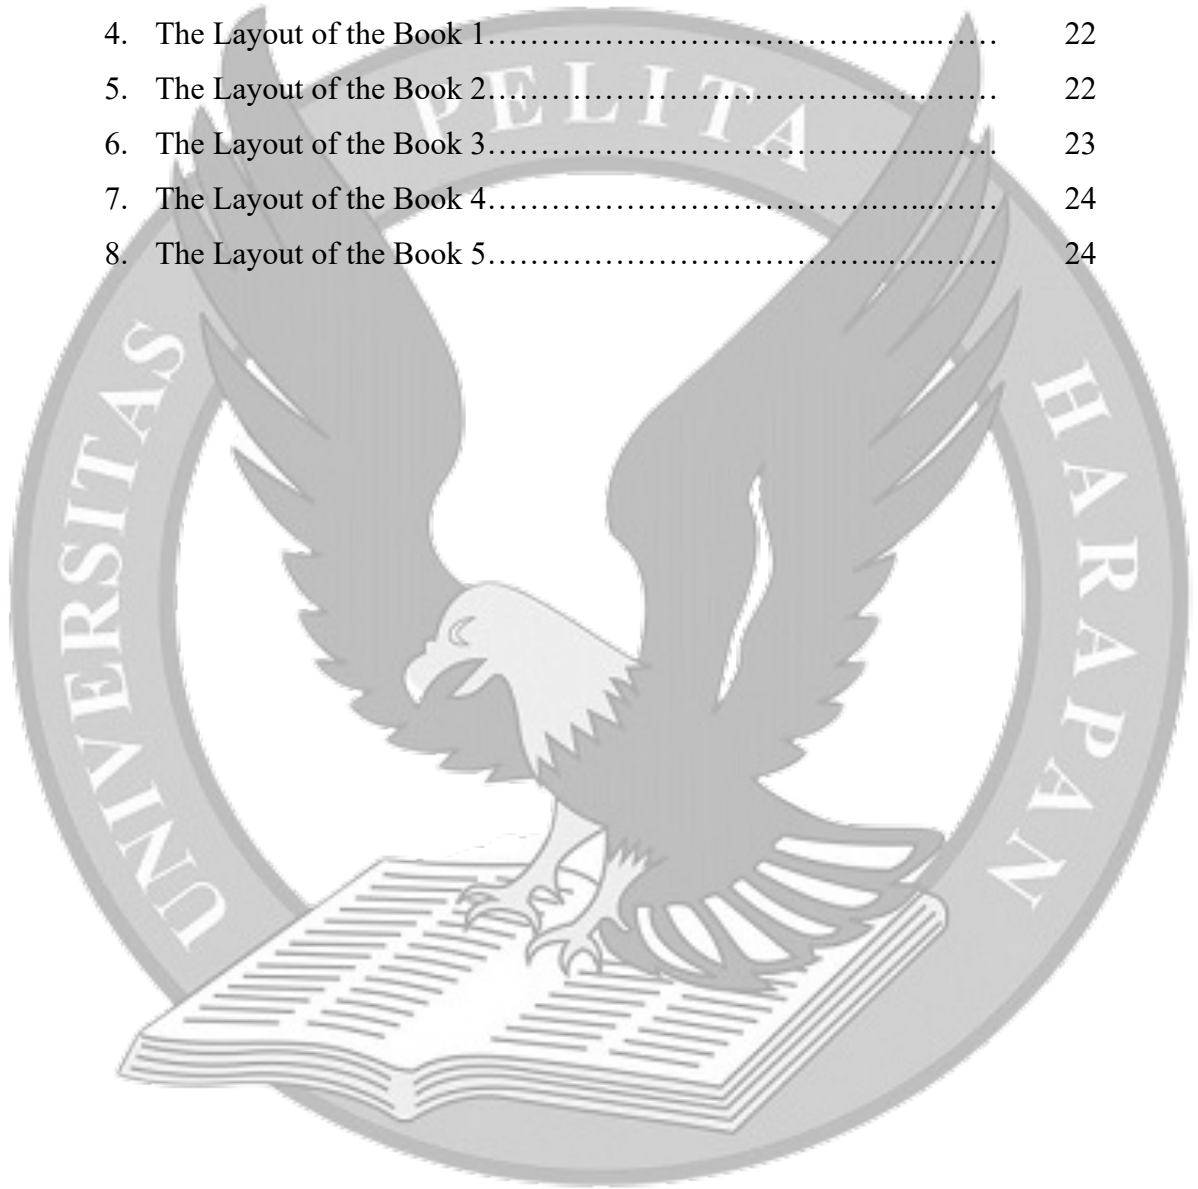 4. The Layout of the Book 1…………………………………….…...…… 22
5. The Layout of the Book 2…………………………………...…..…… 22
6. The Layout of the Book 3……………………………………...……. 23
7. The Layout of the Book 4……………………………………...…… 24
8. The Layout of the Book 5…………………………………...…..…… 24
UNIVERSITAS PELITA HARAPAN